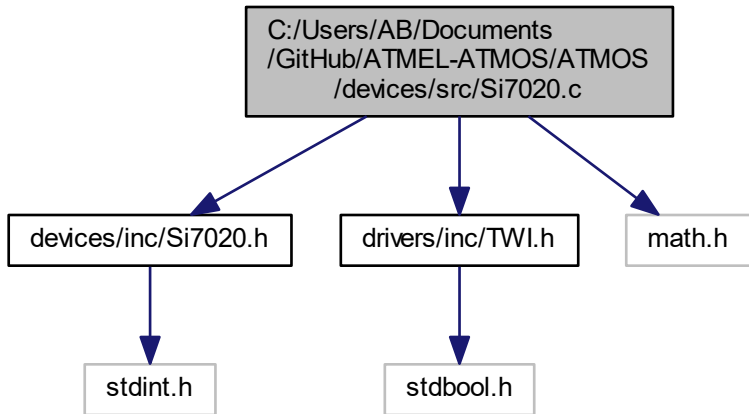 C:/Users/AB/Documents
/GitHub/ATMEL-ATMOS/ATMOS
/devices/src/Si7020.c
devices/inc/Si7020.h
drivers/inc/TWI.h
math.h
stdint.h
stdbool.h